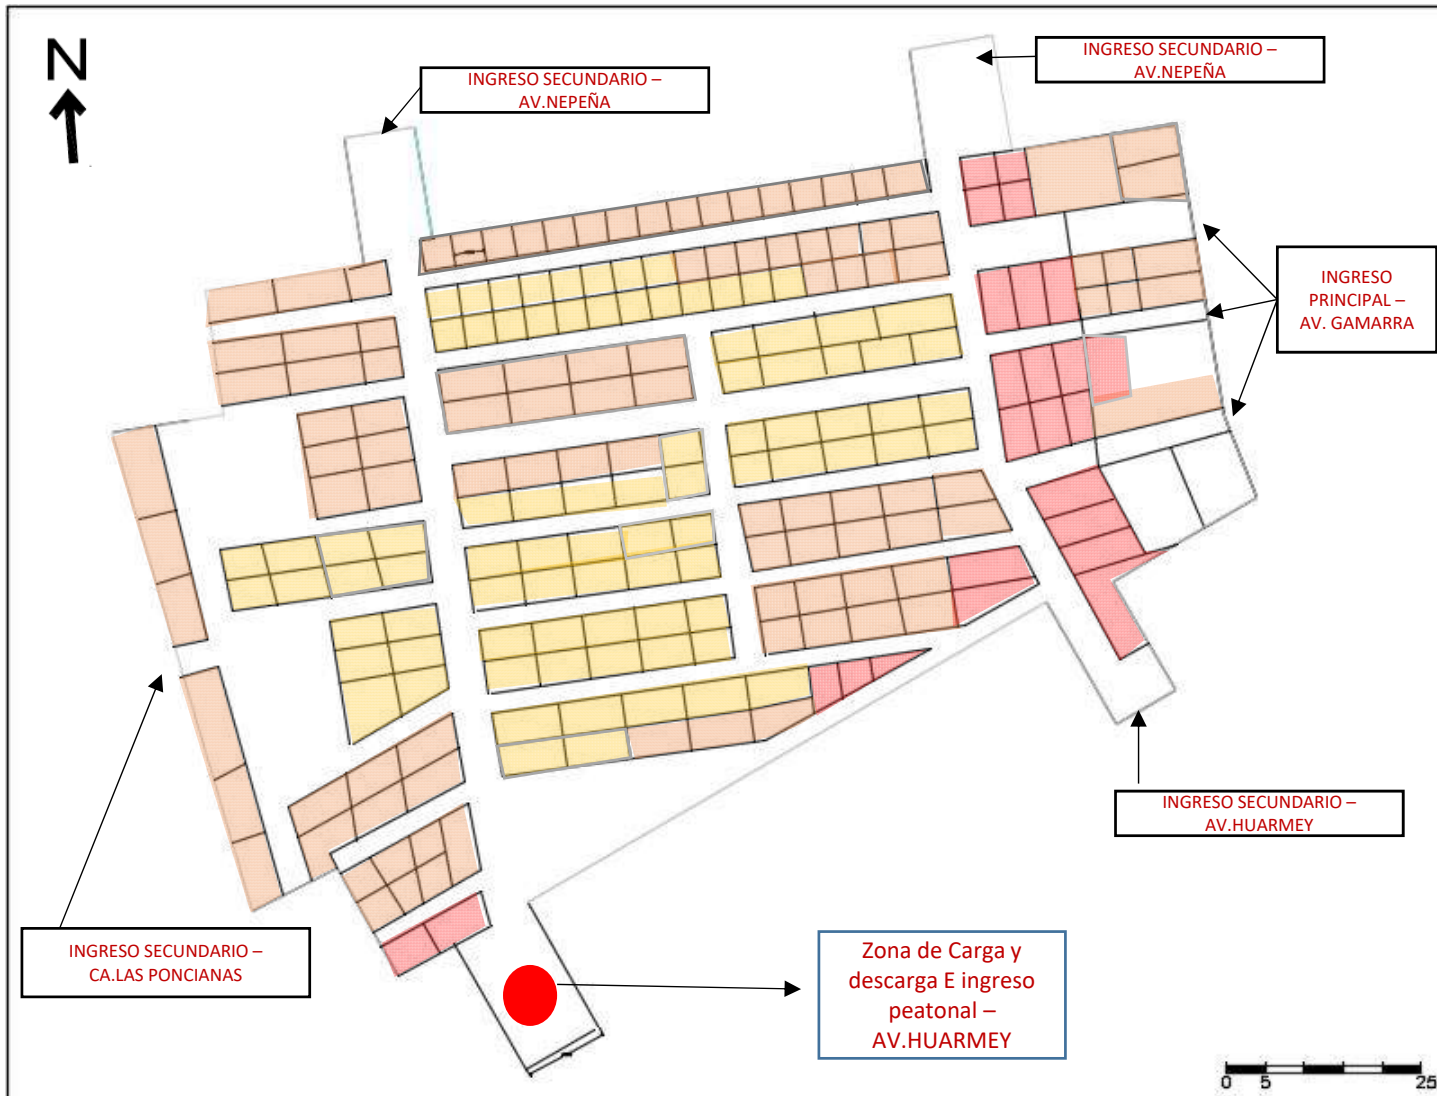 N
INGRESO SECUNDARIO –
AV.NEPEÑA
INGRESO SECUNDARIO –
AV.NEPEÑA
INGRESO
PRINCIPAL –
AV. GAMARRA
INGRESO SECUNDARIO –
AV.HUARMEY
INGRESO SECUNDARIO –
CA.LAS PONCIANAS
Zona de Carga y
descarga E ingreso
peatonal –
AV.HUARMEY
0 5 25